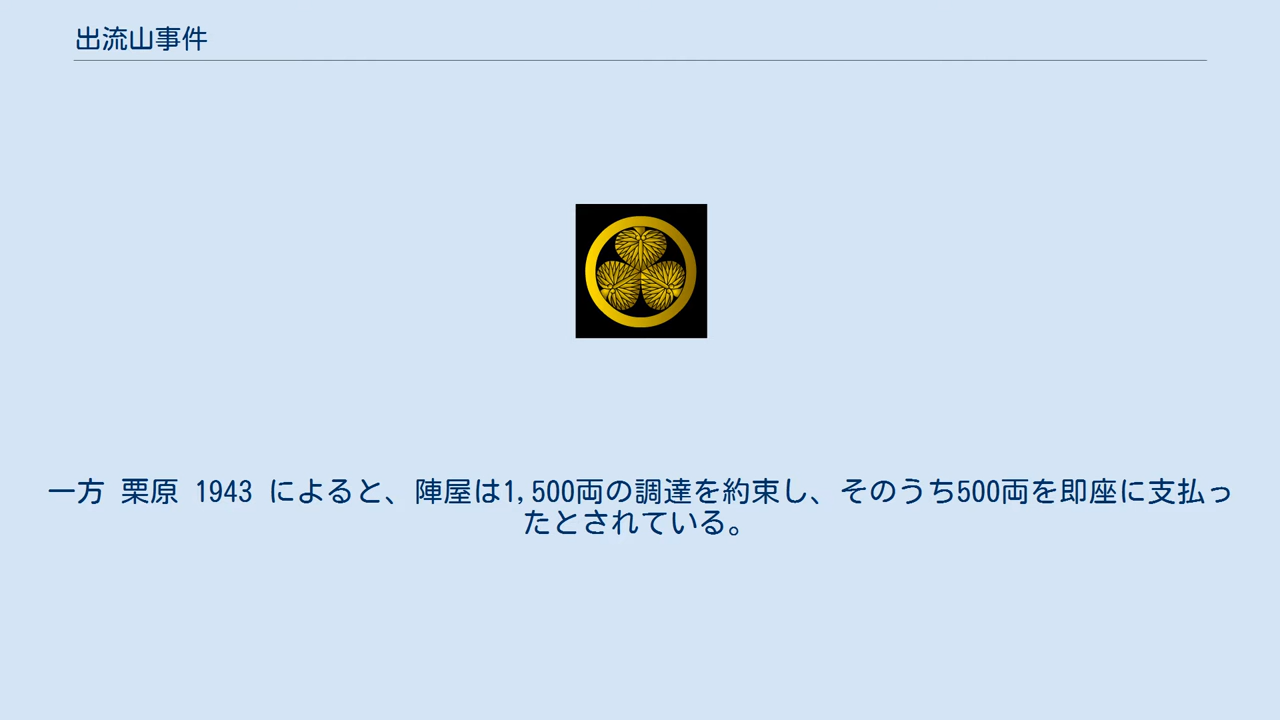 出流山事件
一方 栗原 1943 によると、陣屋は1,500両の調達を約束し、そのうち500両を即座に支払っ
たとされている。